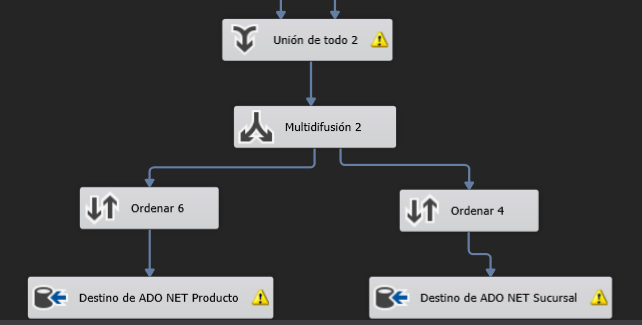 Unión de todo 2
Multidifusión 2
Ordenar 6
Ordenar 4
Destino de ADO NET Producto
Destino de ADO NET Sucursal